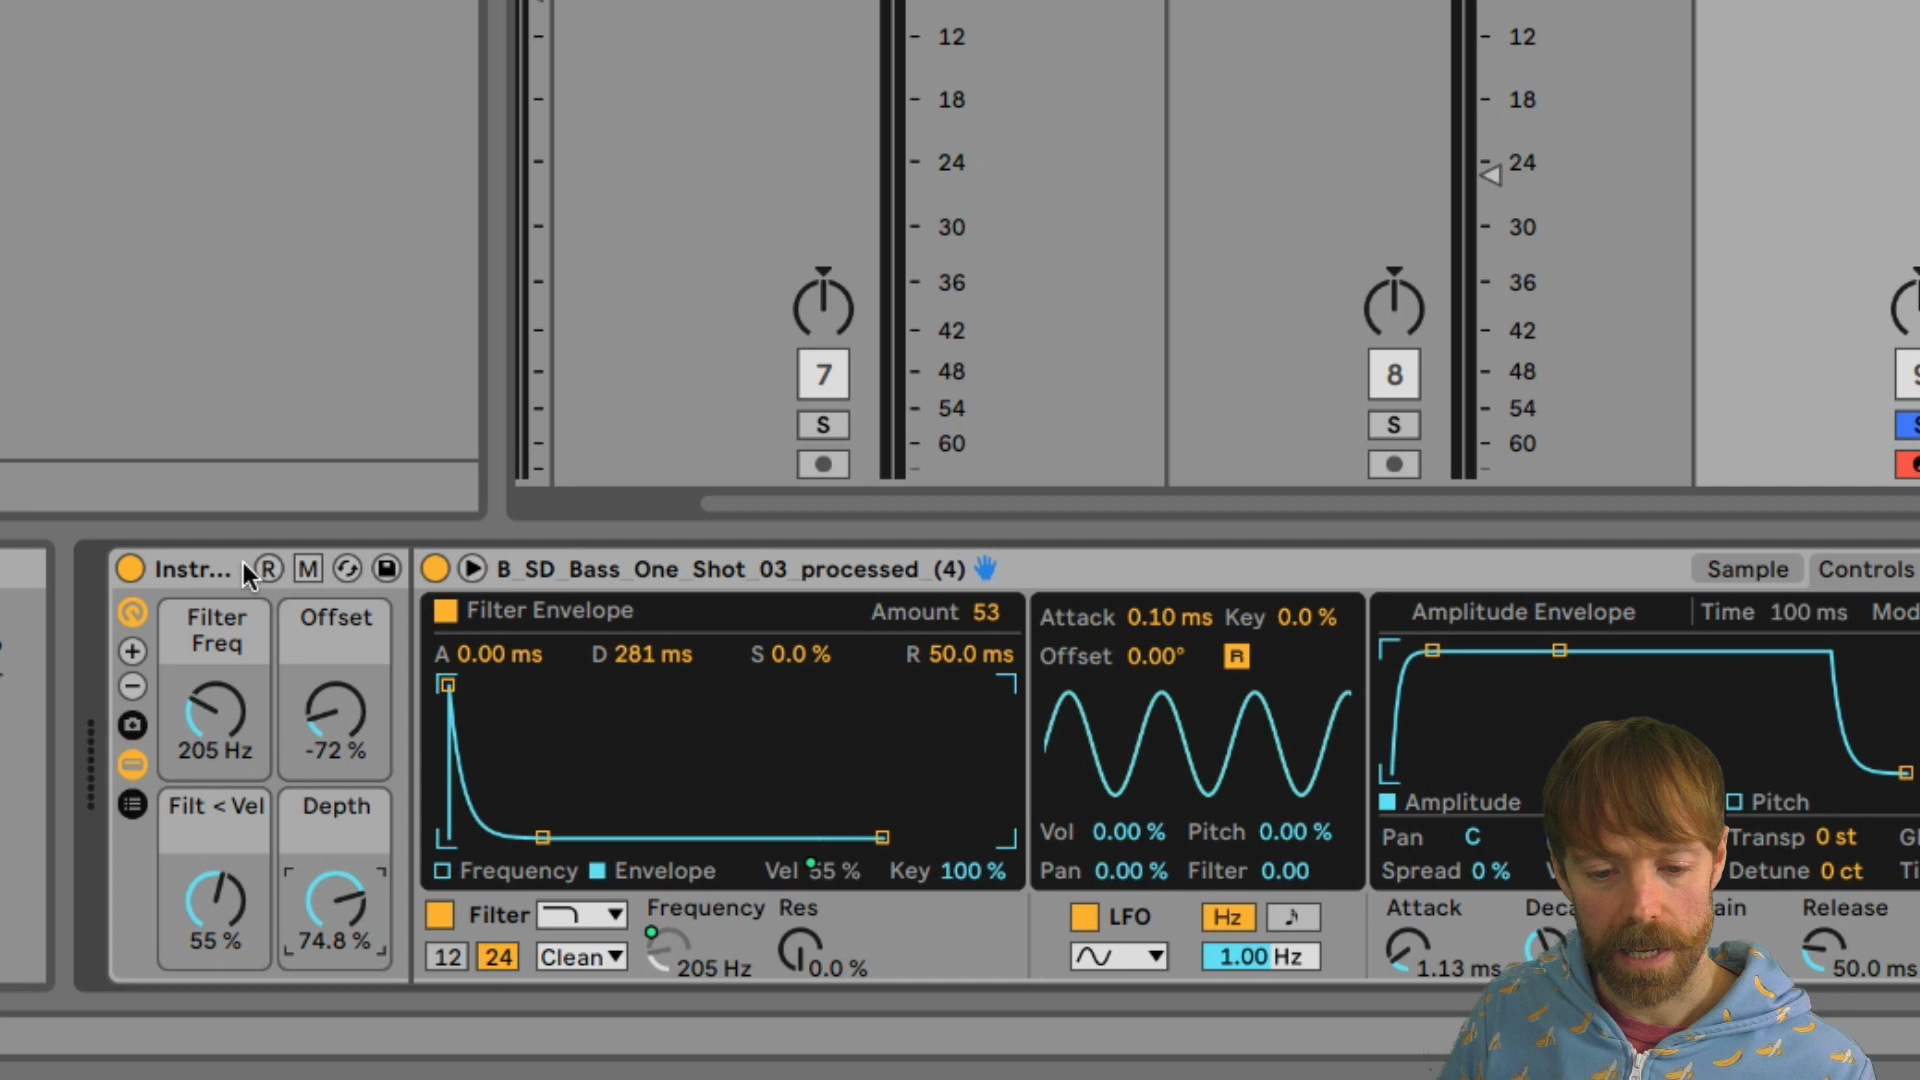 12
18
24
30
36
42
48
54
60
7
S
12
18
24
30
36
42
48
54
60
8
S
Instr...
R
M
Filter Freq
205 Hz
Offset
-72 %
Filt < Vel
55 %
Depth
74.8 %
B_SD_Bass_One_Shot_03_processed_(4)
Sample
Controls
Filter Envelope
Amount 53
A 0.00 ms
D 281 ms
S 0.0 %
R 50.0 ms
Frequency
Envelope
Vel
Key 100 %
Filter
12
24
Clean
Frequency
205 Hz
Res
0.0 %
Attack 0.10 ms Key 0.0 %
Offset 0.00°
R
Vol 0.00 % Pitch 0.00 %
Pan 0.00 % Filter 0.00
LFO
Hz
1.00 Hz
Amplitude Envelope
Time 100 ms
Amplitude
Pitch
Pan C
Transp 0 st
Spread 0 %
Detune 0 ct
Attack
1.13 ms
Release
50.0 ms